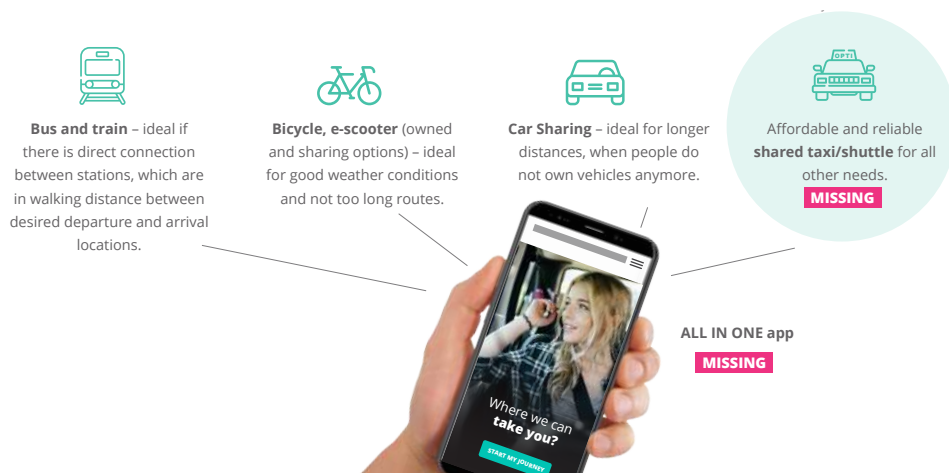 Bus and train – ideal if
there is direct connection
between stations, which are
in walking distance between
desired departure and arrival
locations.
Bicycle, e-scooter (owned
and sharing options) – ideal
for good weather conditions
and not too long routes.
Car Sharing – ideal for longer
distances, when people do
not own vehicles anymore.
OPTI
Affordable and reliable
shared taxi/shuttle for all
other needs.
MISSING
ALL IN ONE app
MISSING
Where we can
take you?
START MY JOURNEY